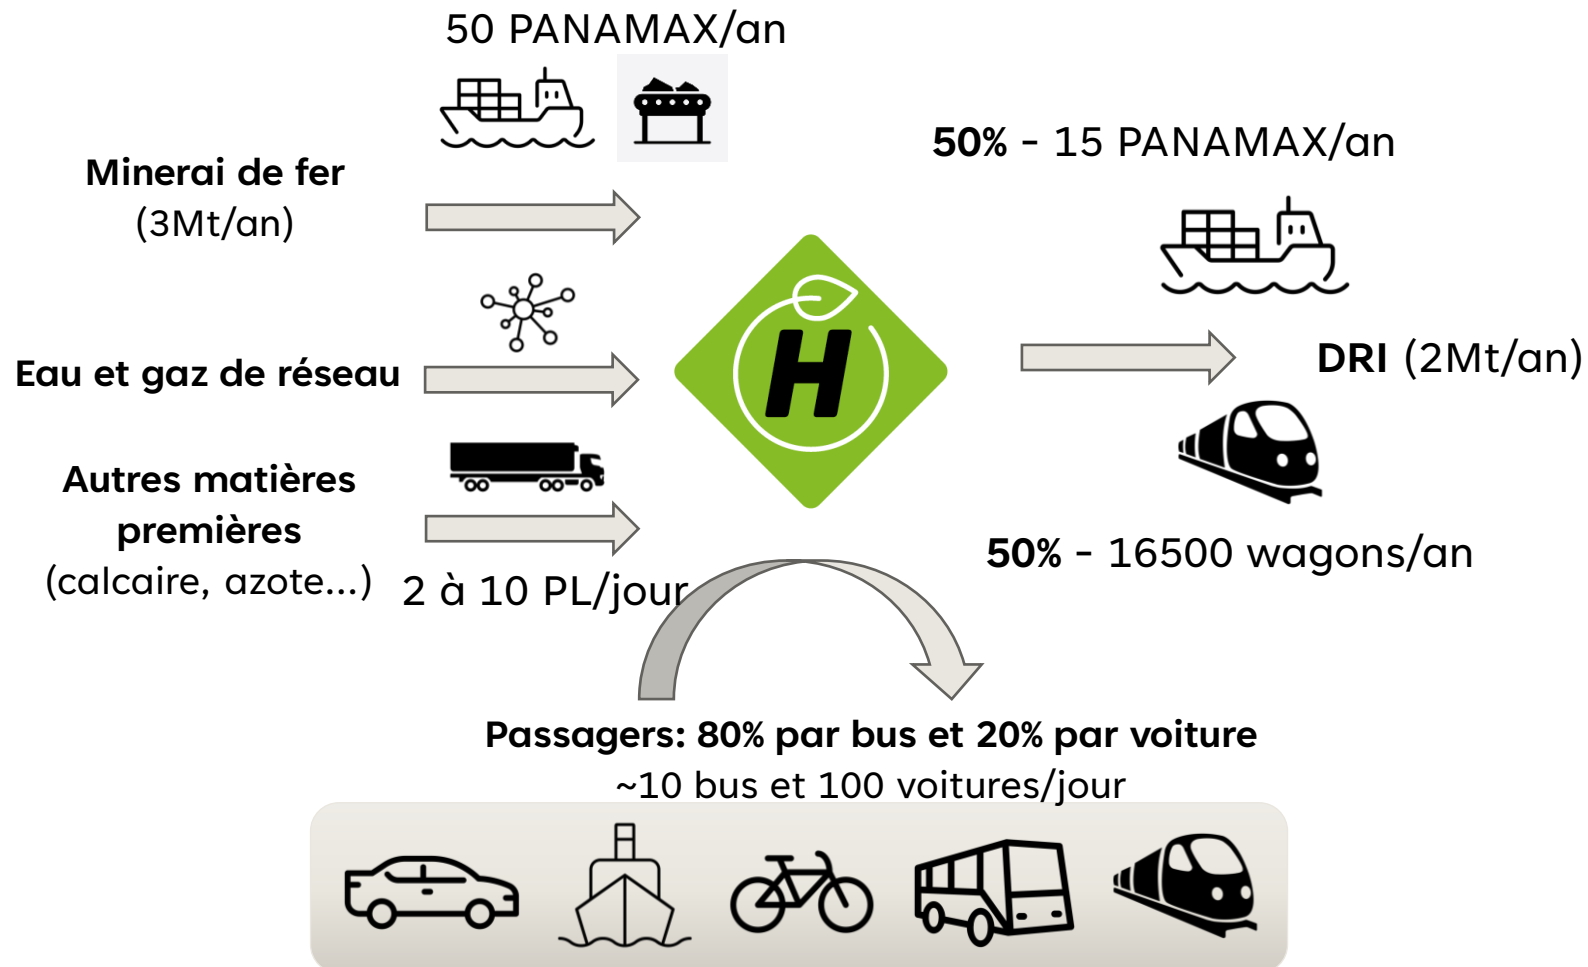 50 PANAMAX/an
Minerai de fer
(3Mt/an)
Eau et gaz de réseau
Autres matières
premières
(calcaire, azote...)
2 à 10 PL/jour
H
50% - 15 PANAMAX/an
DRI (2Mt/an)
50% - 16500 wagons/an
Passagers: 80% par bus et 20% par voiture
~10 bus et 100 voitures/jour